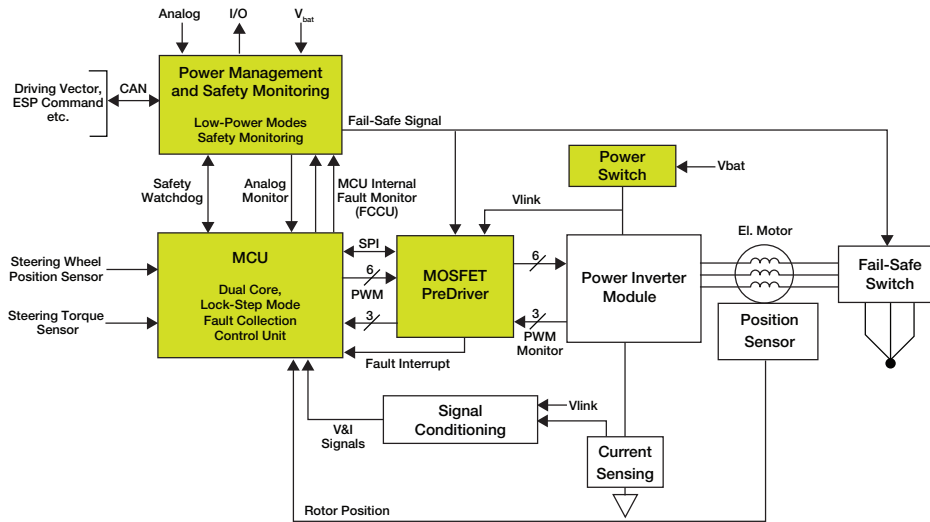 Analog
I/O
Vbat
Power Management
and Safety Monitoring
Low-Power Modes
Safety Monitoring
Driving Vector,
ESP Command
etc.
CAN
Fail-Safe Signal
Power
Switch
Vbat
Safety
Watchdog
Analog
Monitor
MCU Internal
Fault Monitor
(FCCU)
Vlink
El. Motor
Steering Wheel
Position Sensor
Steering Torque
Sensor
MCU
Dual Core,
Lock-Step Mode
Fault Collection
Control Unit
SPI
6
PWM
3
MOSFET
PreDriver
6
3
PWM
Monitor
Power Inverter
Module
Fail-Safe
Switch
Position
Sensor
Fault Interrupt
Signal
Conditioning
Vlink
V&I
Signals
Current
Sensing
Rotor Position